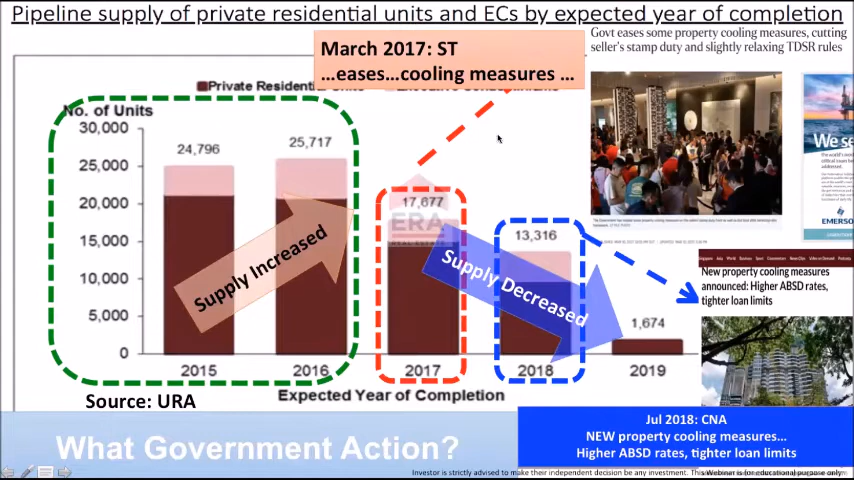 Pipeline supply of private residential units and ECs by expected year of completion
Govt eases some property cooling measures, cutting
seller's stamp duty and slightly relaxing TDSR rules
March 2017: ST
…eases…cooling measures …
Private Residential
No. of Units
30,000
25,000
20,000
15,000
10,000
5,000
0
24,796
25,717
17,677
13,316
1,674
ERA
Supply Increased
Supply Decreased
2015
2016
2017
2018
2019
Expected Year of Completion
Source: URA
We se
EMERSO
New property cooling measures
announced: Higher ABSD rates,
tighter loan limits
What Government Action?
Jul 2018: CNA
NEW property cooling measures…
Higher ABSD rates, tighter loan limits
Investor is strictly advised to make their independent decision be any investment. This Webinar is for educational purpose only.